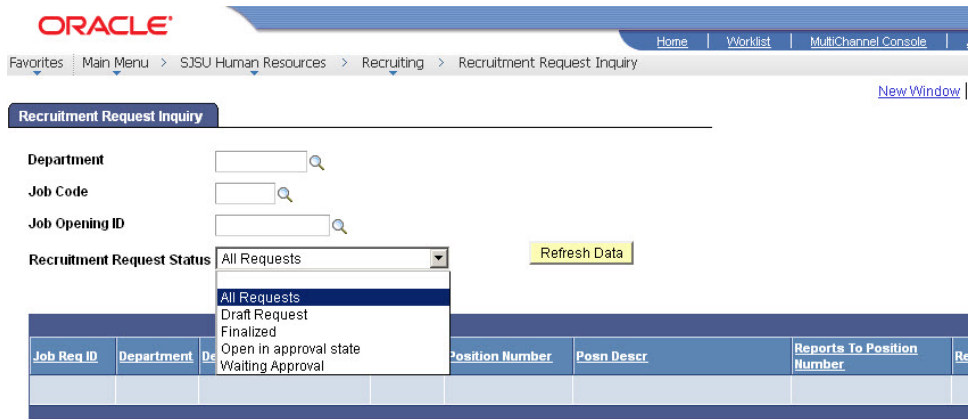 ORACLE
Home | Worklist | MultiChannel Console |
Favorites Main Menu > SJSU Human Resources > Recruiting > Recruitment Request Inquiry
New Window |
Recruitment Request Inquiry
Department
Job Code
Job Opening ID
Recruitment Request Status All Requests Refresh Data
All Requests
Draft Request
Finalized
Open in approval state
Waiting Approval
Job Req ID Department De Position Number Posn Descr Reports To Position Number Re